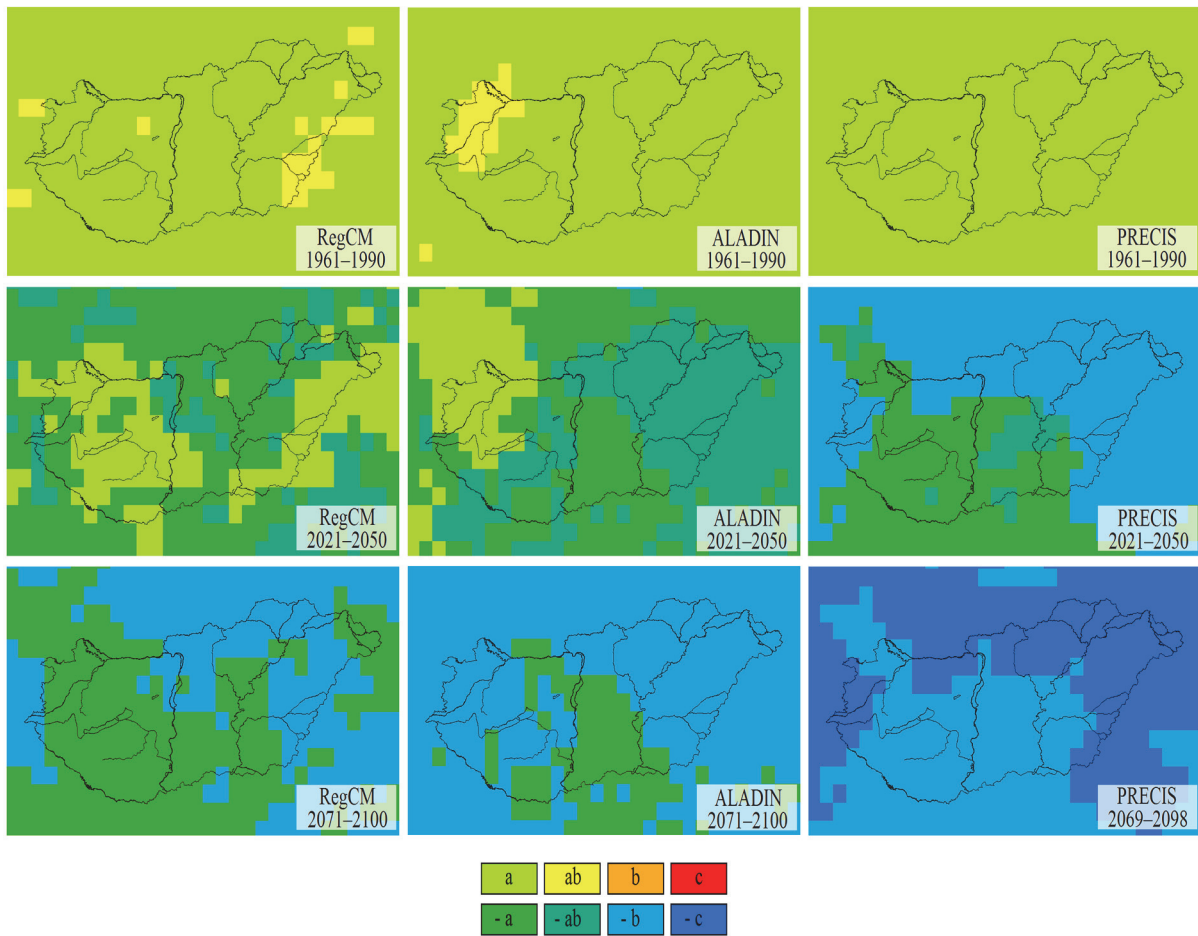 RegCM
1961–1990
ALADIN
1961–1990
PRECIS
1961–1990
RegCM
2021–2050
ALADIN
2021–2050
PRECIS
2021–2050
RegCM
2071–2100
ALADIN
2071–2100
PRECIS
2069–2098
a ab b c
- a - ab - b - c